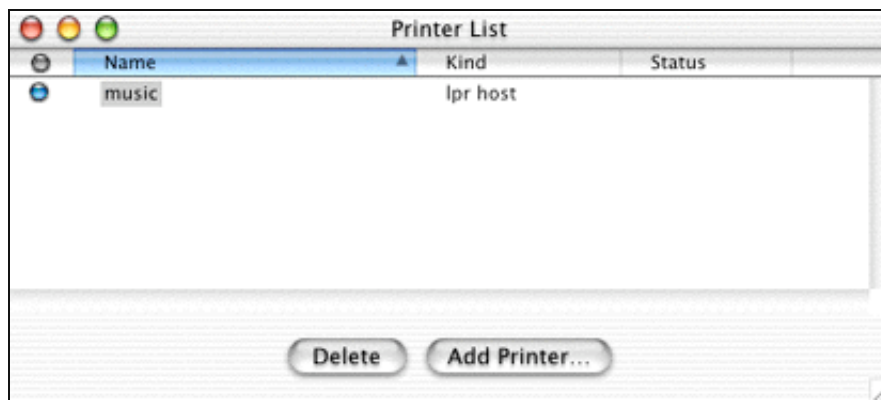 Printer List
Name Kind Status
music lpr host
Delete Add Printer...